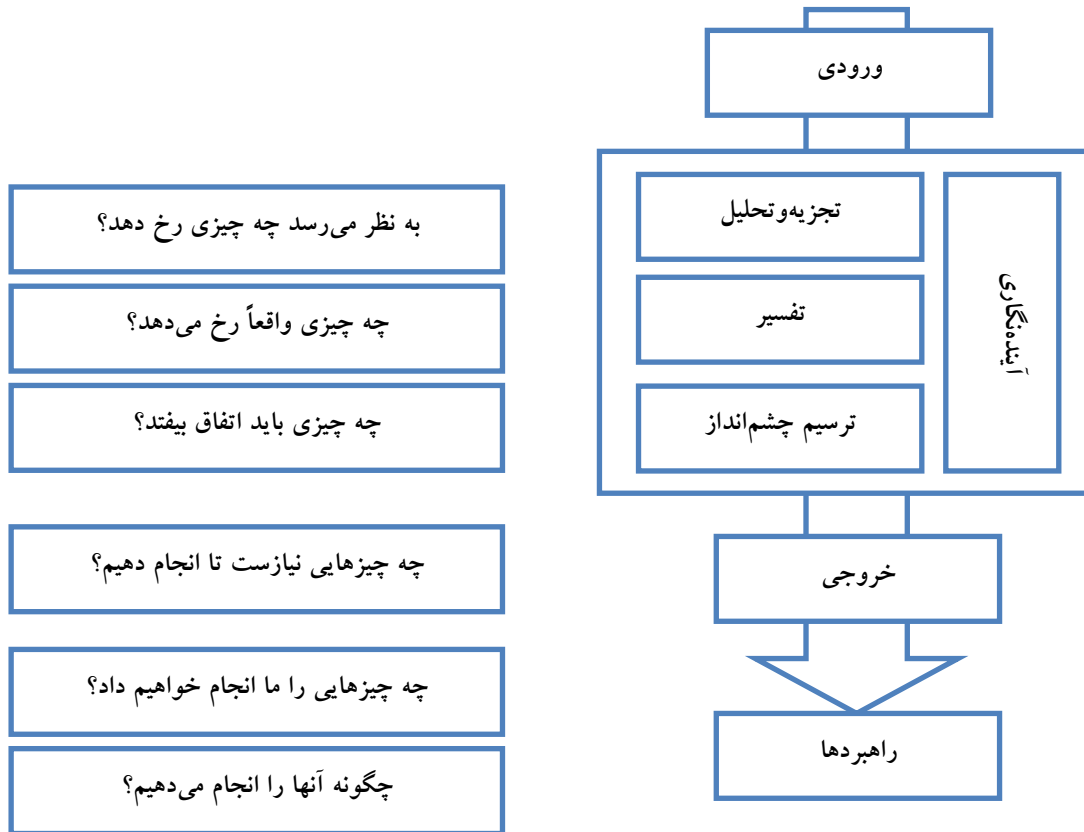 ورودی
آینده‌نگاری
تجزیه‌وتحلیل
به نظر می‌رسد چه چیزی رخ دهد؟
تفسیر
چه چیزی واقعاً رخ می‌دهد؟
ترسیم چشم‌انداز
چه چیزی باید اتفاق بیفتد؟
خروجی
چه چیزهایی نیازست تا انجام دهیم؟
راهبردها
چه چیزهایی را ما انجام خواهیم داد؟
چگونه آنها را انجام می‌دهیم؟